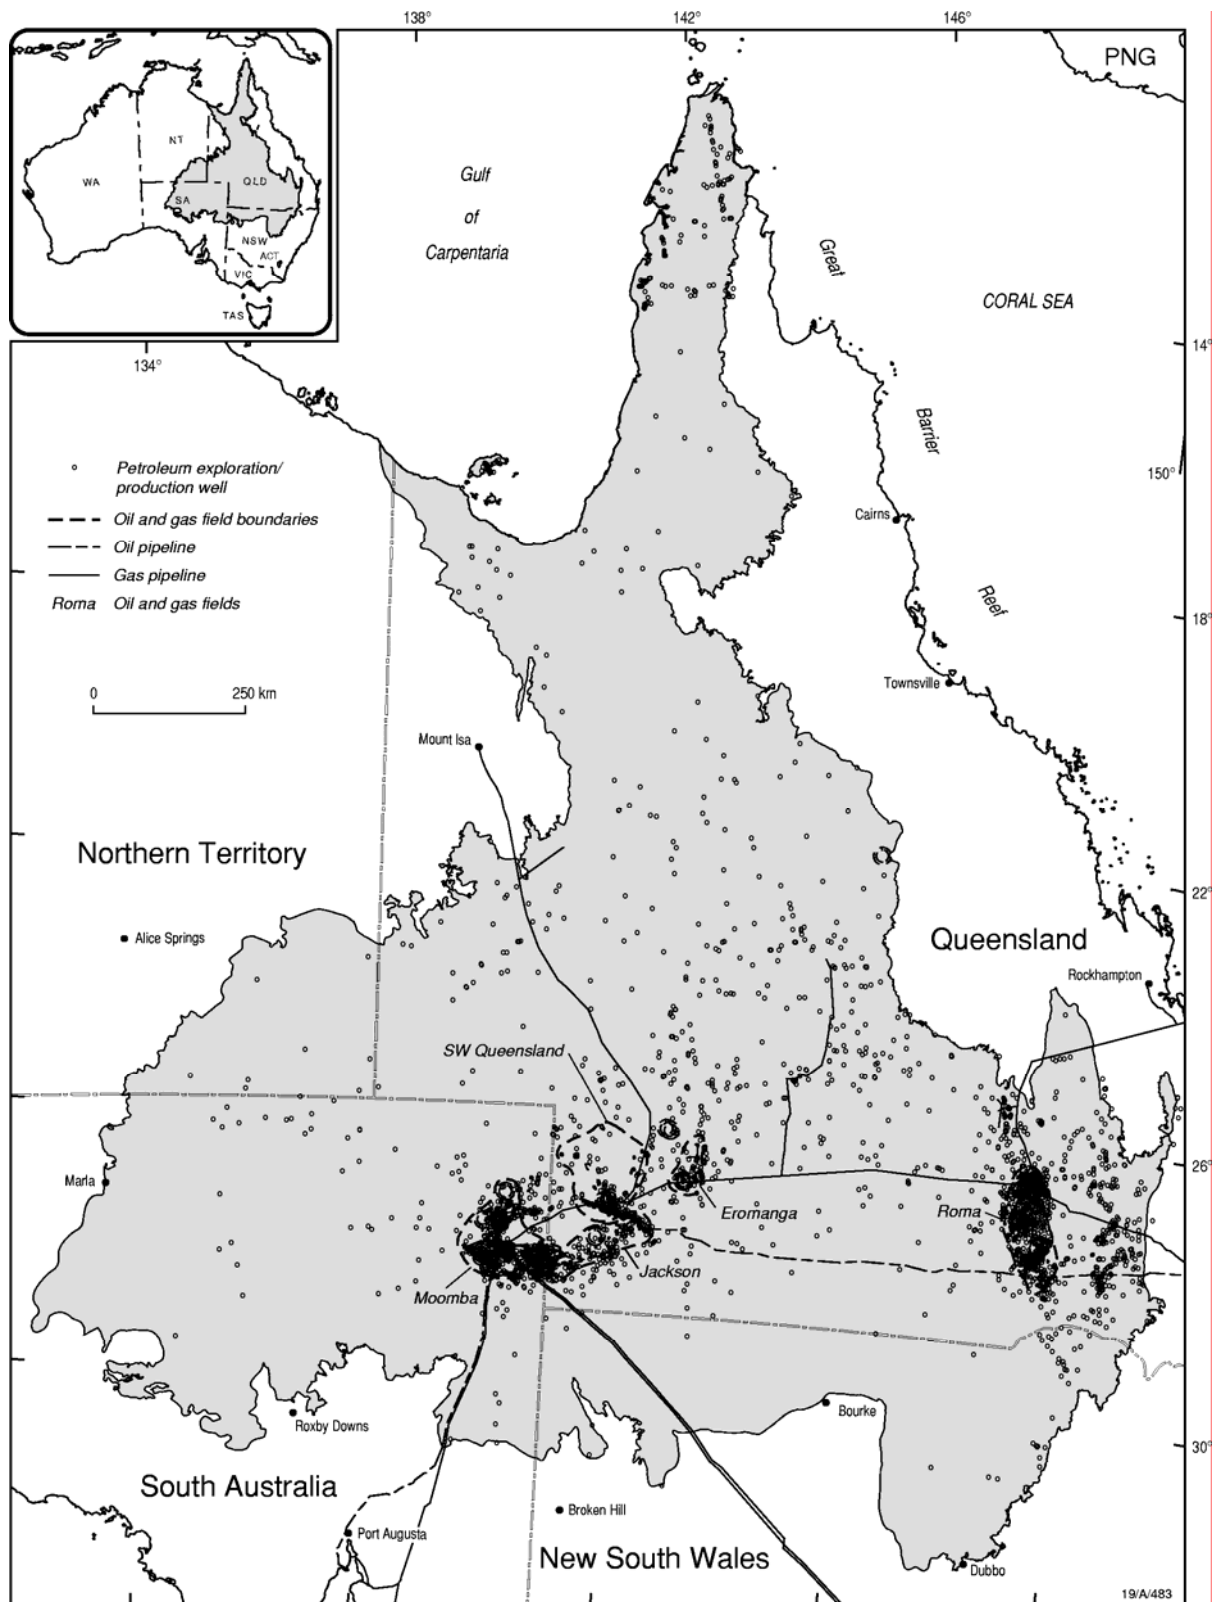 138°
142°
146°
PNG
NT
WA
QLD
SA
NSW
ACT
VIC
TAS
Gulf
of
Carpentaria
Great
CORAL SEA
134°
14°
Barrier
Petroleum exploration/
production well
150°
Oil and gas field boundaries
Cairns
Oil pipeline
Gas pipeline
Roma Oil and gas fields
Reef
18°
0 250 km
Townsville
Mount Isa
Northern Territory
22°
Alice Springs
Queensland
Rockhampton
SW Queensland
26°
Marla
Eromanga
Roma
Jackson
Moomba
Roxby Downs
Bourke
30°
South Australia
Broken Hill
Port Augusta
New South Wales
Dubbo
19/A/483